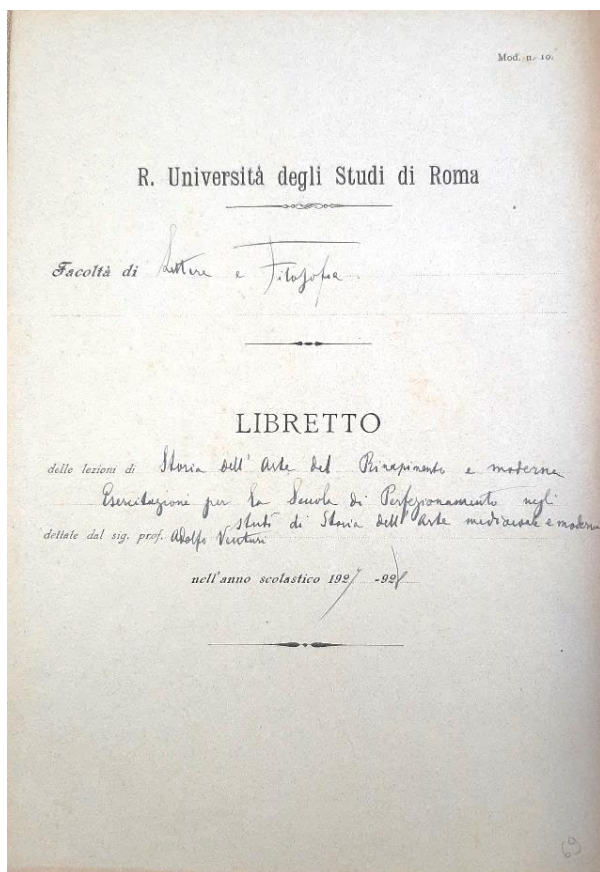 Mod. n. 10.
R. Università degli Studi di Roma
Facoltà di Lettere e Filosofia
LIBRETTO
delle lezioni di Storia dell'Arte del Rinascimento e moderna
Esercitazioni per la Scuola di Perfezionamento negli
studi di Storia dell'Arte medioevale e moderna
dettate dal sig. prof. Adolfo Venturi
nell'anno scolastico 1927 -928
69